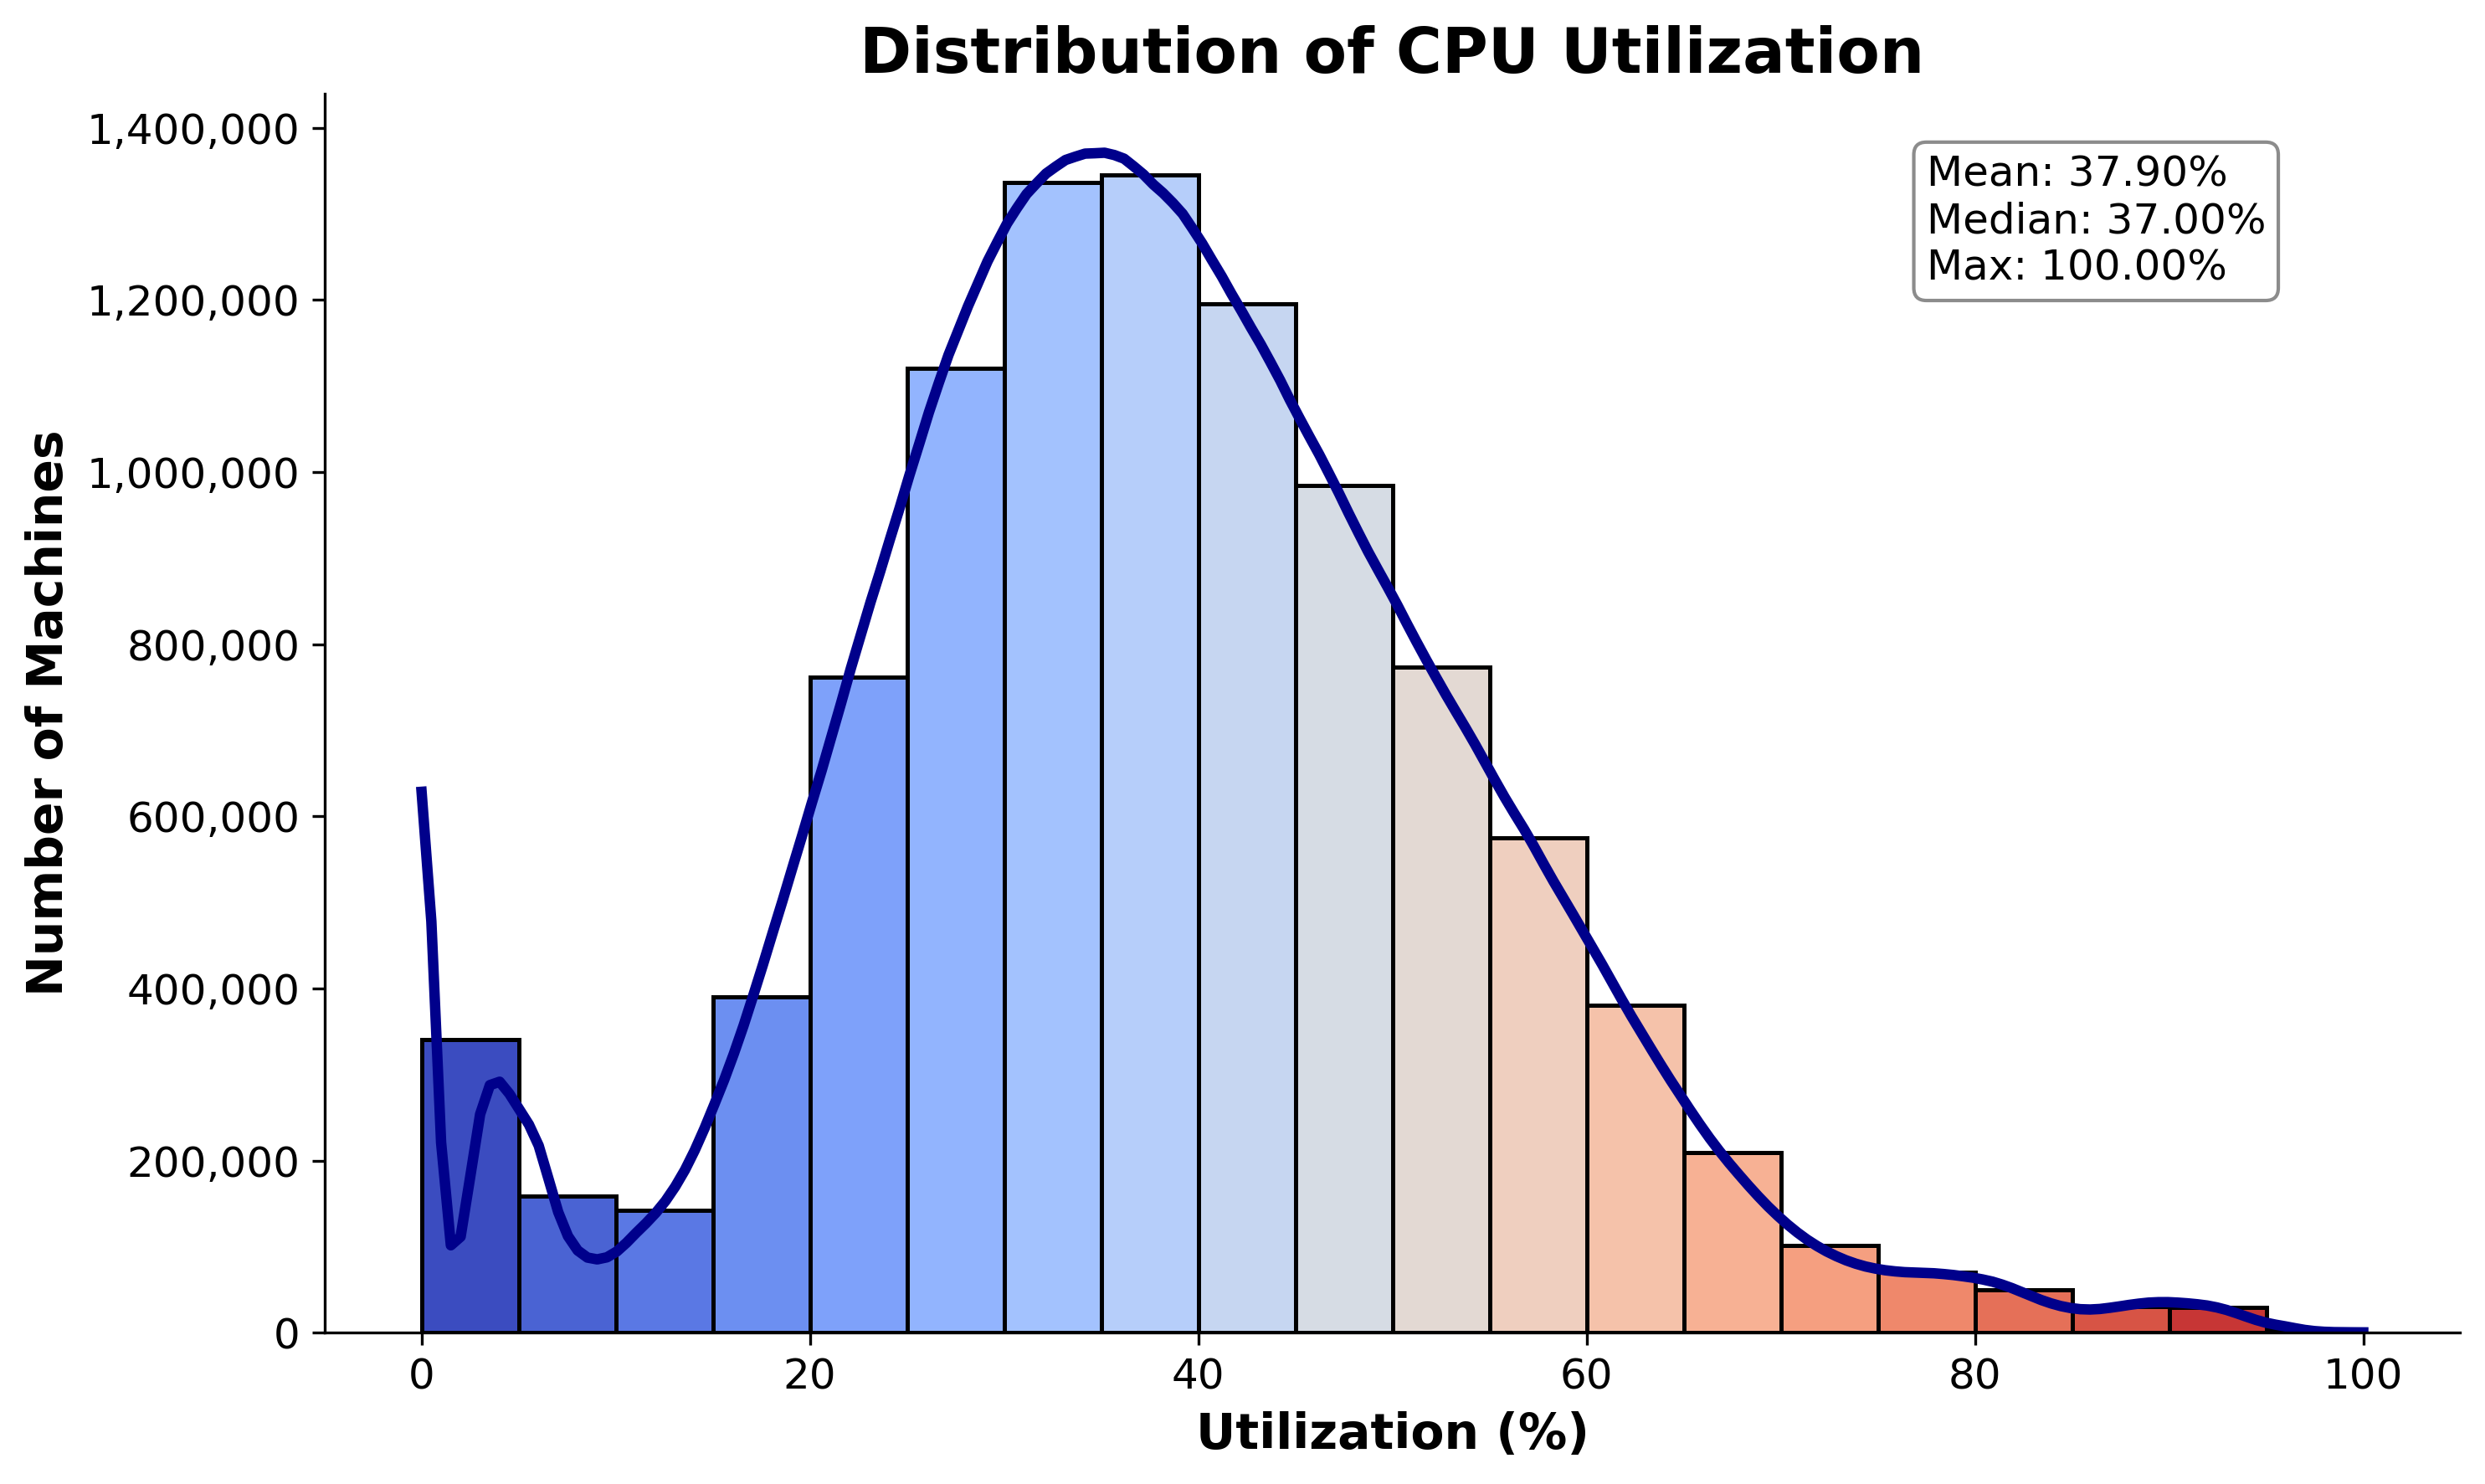 Distribution of CPU Utilization
1,400,000
1,200,000
1,000,000
800,000
600,000
400,000
200,000
0
Number of Machines
Mean: 37.90%
Median: 37.00%
Max: 100.00%
0 20 40 60 80 100
Utilization (%)